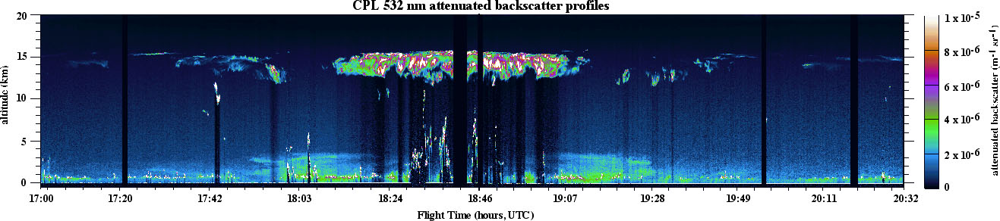 CPL 532 nm attenuated backscatter profiles
20
15
10
5
0
altitude (km)
17:00 17:20 17:42 18:03 18:24 18:46 19:07 19:28 19:49 20:11 20:32
Flight Time (hours, UTC)
1 x 10-5
8 x 10-6
6 x 10-6
4 x 10-6
2 x 10-6
0
attenuated backscatter (m-1 sr-1)